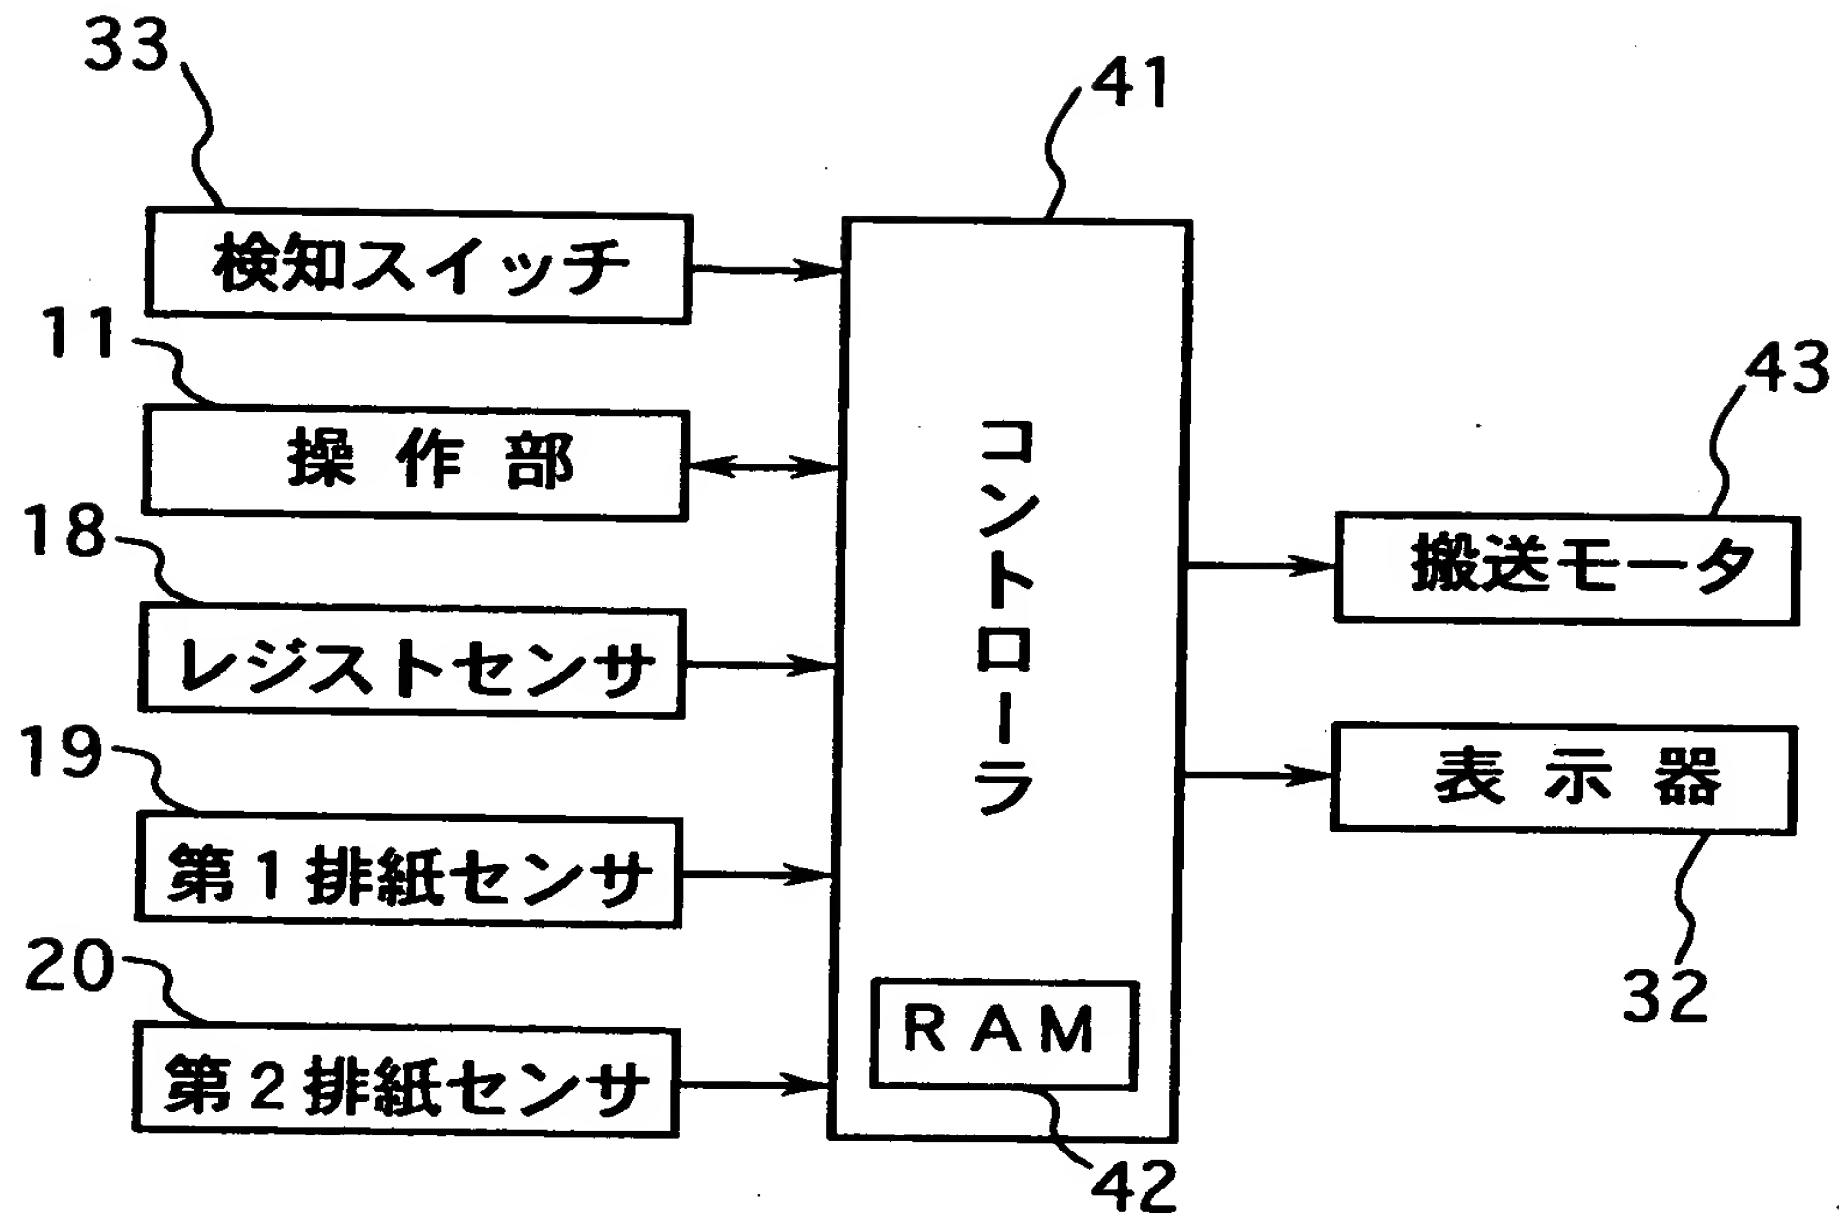 33
検知スイッチ
11
操作部
18
レジストセンサ
19
第1排紙センサ
20
第2排紙センサ
41
コントローラ
RAM
42
43
搬送モータ
表示器
32